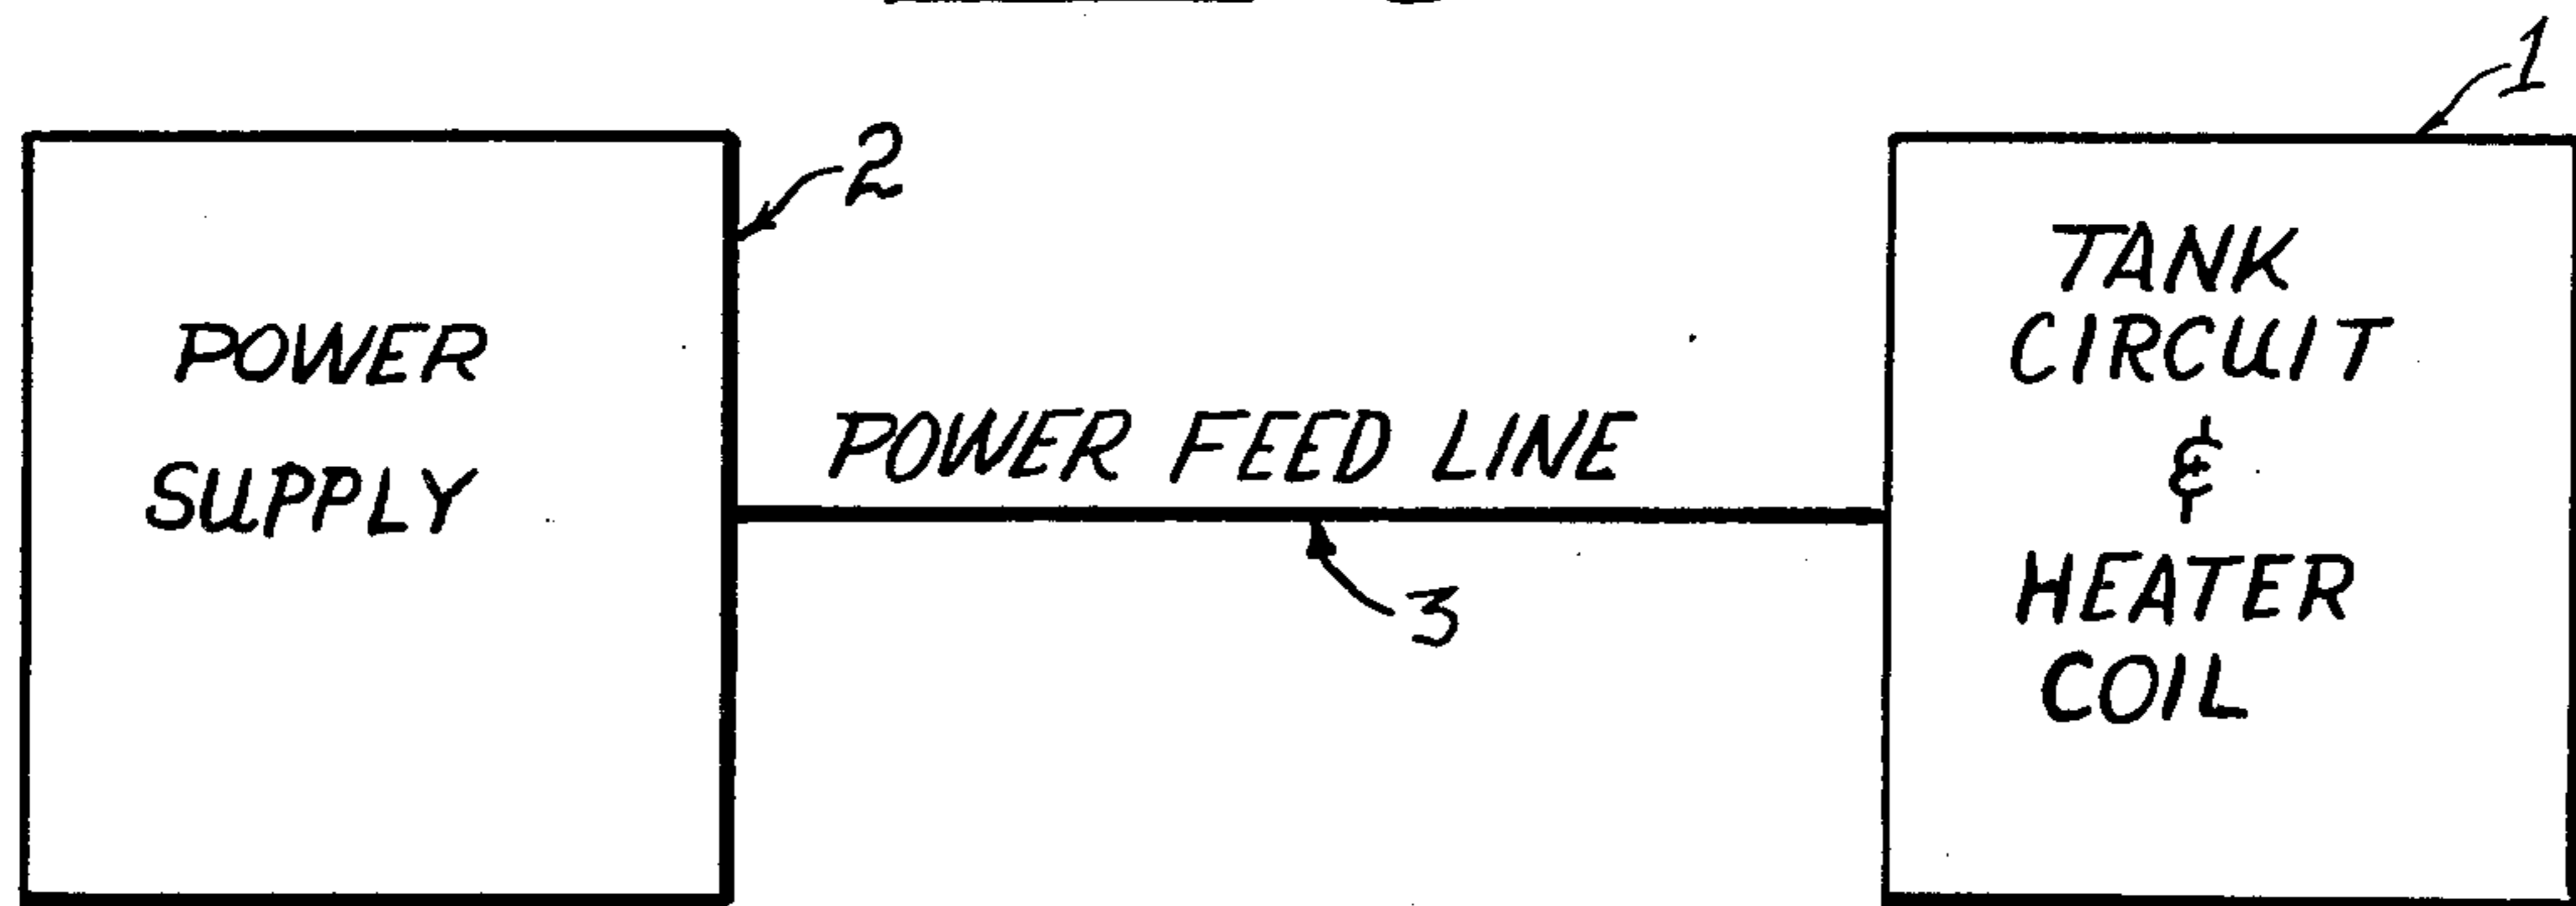 1
2
POWER
SUPPLY
POWER FEED LINE
3
TANK
CIRCUIT
&
HEATER
COIL